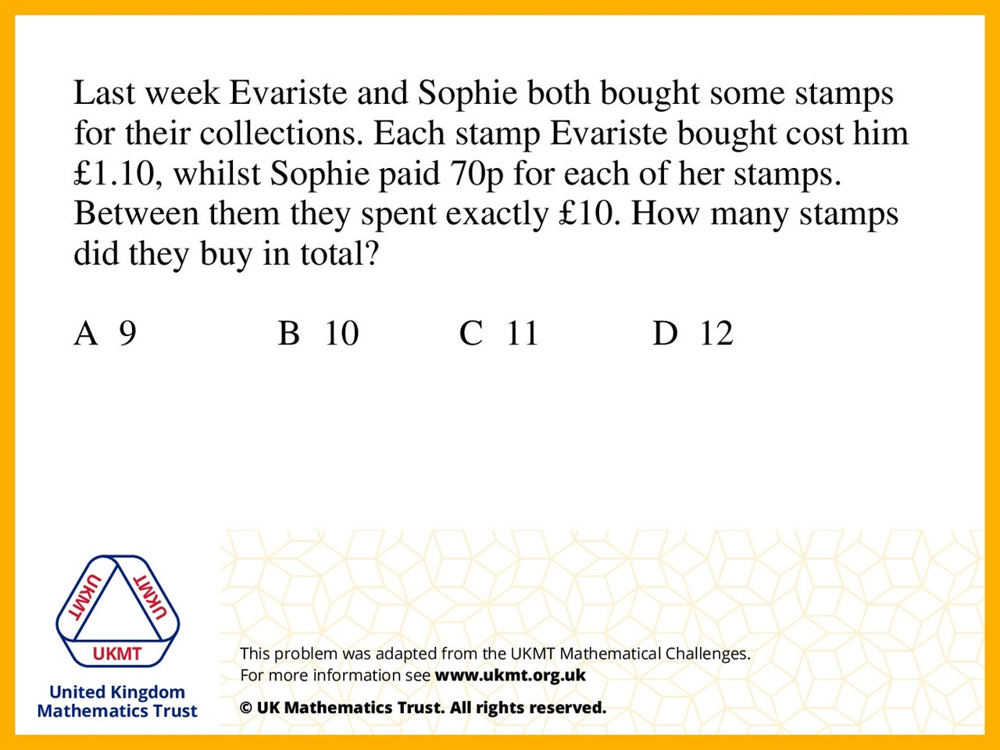 Last week Evariste and Sophie both bought some stamps
for their collections. Each stamp Evariste bought cost him
£1.10, whilst Sophie paid 70p for each of her stamps.
Between them they spent exactly £10. How many stamps
did they buy in total?
A 9 B 10 C 11 D 12
UKMT
UKMT
UKMT
United Kingdom
Mathematics Trust
This problem was adapted from the UKMT Mathematical Challenges.
For more information see www.ukmt.org.uk
© UK Mathematics Trust. All rights reserved.